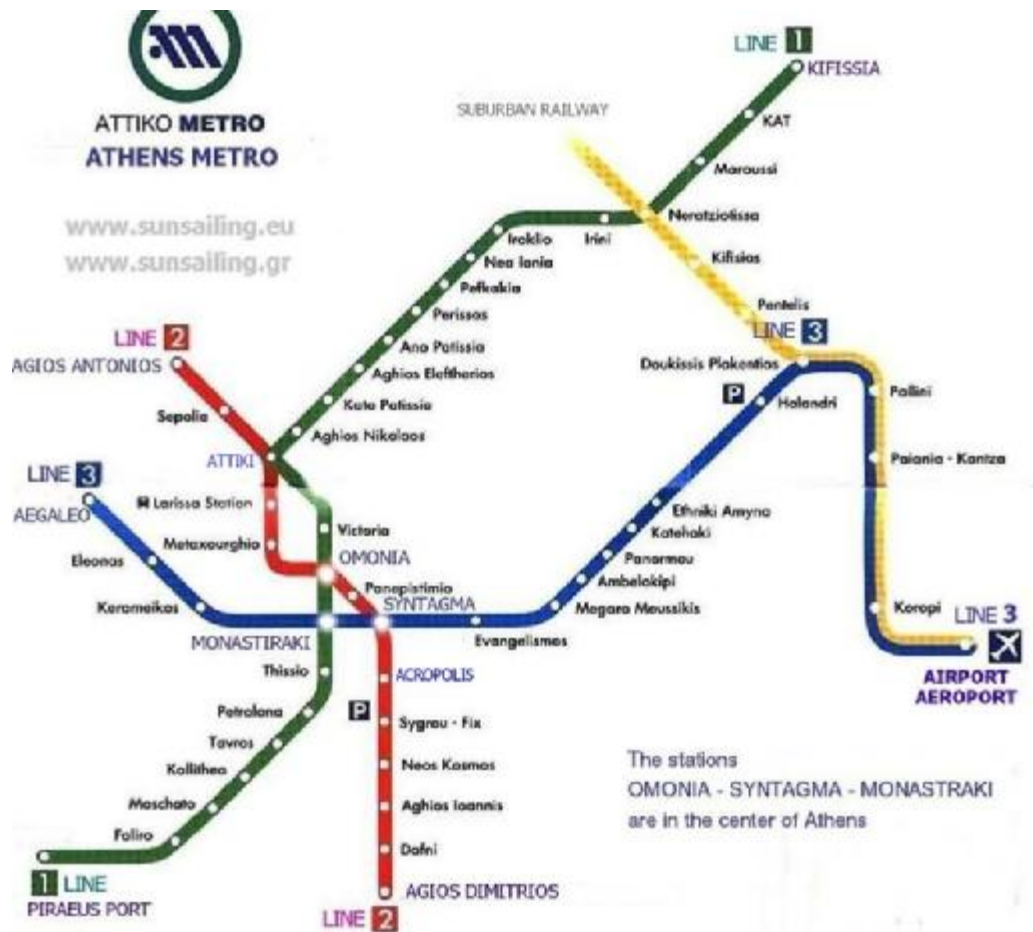 ATTIKO METRO
ATHENS METRO
www.sunsailing.eu
www.sunsailing.gr
LINE 1
KIFISSIA
SUBURBAN RAILWAY
KAT
Maroussi
Neratziotissa
Iraklio
Irini
Nea Ionia
Kifisias
Pefkakia
Pentelis
Perissos
LINE 3
LINE 2
Ano Patissia
AGIOS ANTONIOS
Aghios Eleftherios
Doukissis Plakentias
P
Halandri
Pallini
Sepolia
Kato Patissia
Aghios Nikolaos
ATTIKI
Paiania - Kantza
LINE 3
AEGALEO
Larissa Station
Ethniki Amyna
Victoria
Katehaki
Metaxourghio
OMONIA
Panormou
Eleonas
Panepistimio
Ambelokipi
Kerameikos
SYNTAGMA
Megaro Moussikis
Koropi
LINE 3
MONASTIRAKI
Evangelismos
Thissio
ACROPOLIS
AIRPORT
AEROPORT
Petralona
P
Sygrou - Fix
Tavros
Kallithea
Neos Kosmos
The stations
OMONIA - SYNTAGMA - MONASTRAKI
are in the center of Athens
Moschato
Aghios Ioannis
Faliro
Dafni
1 LINE
PIRAEUS PORT
AGIOS DIMITRIOS
LINE 2